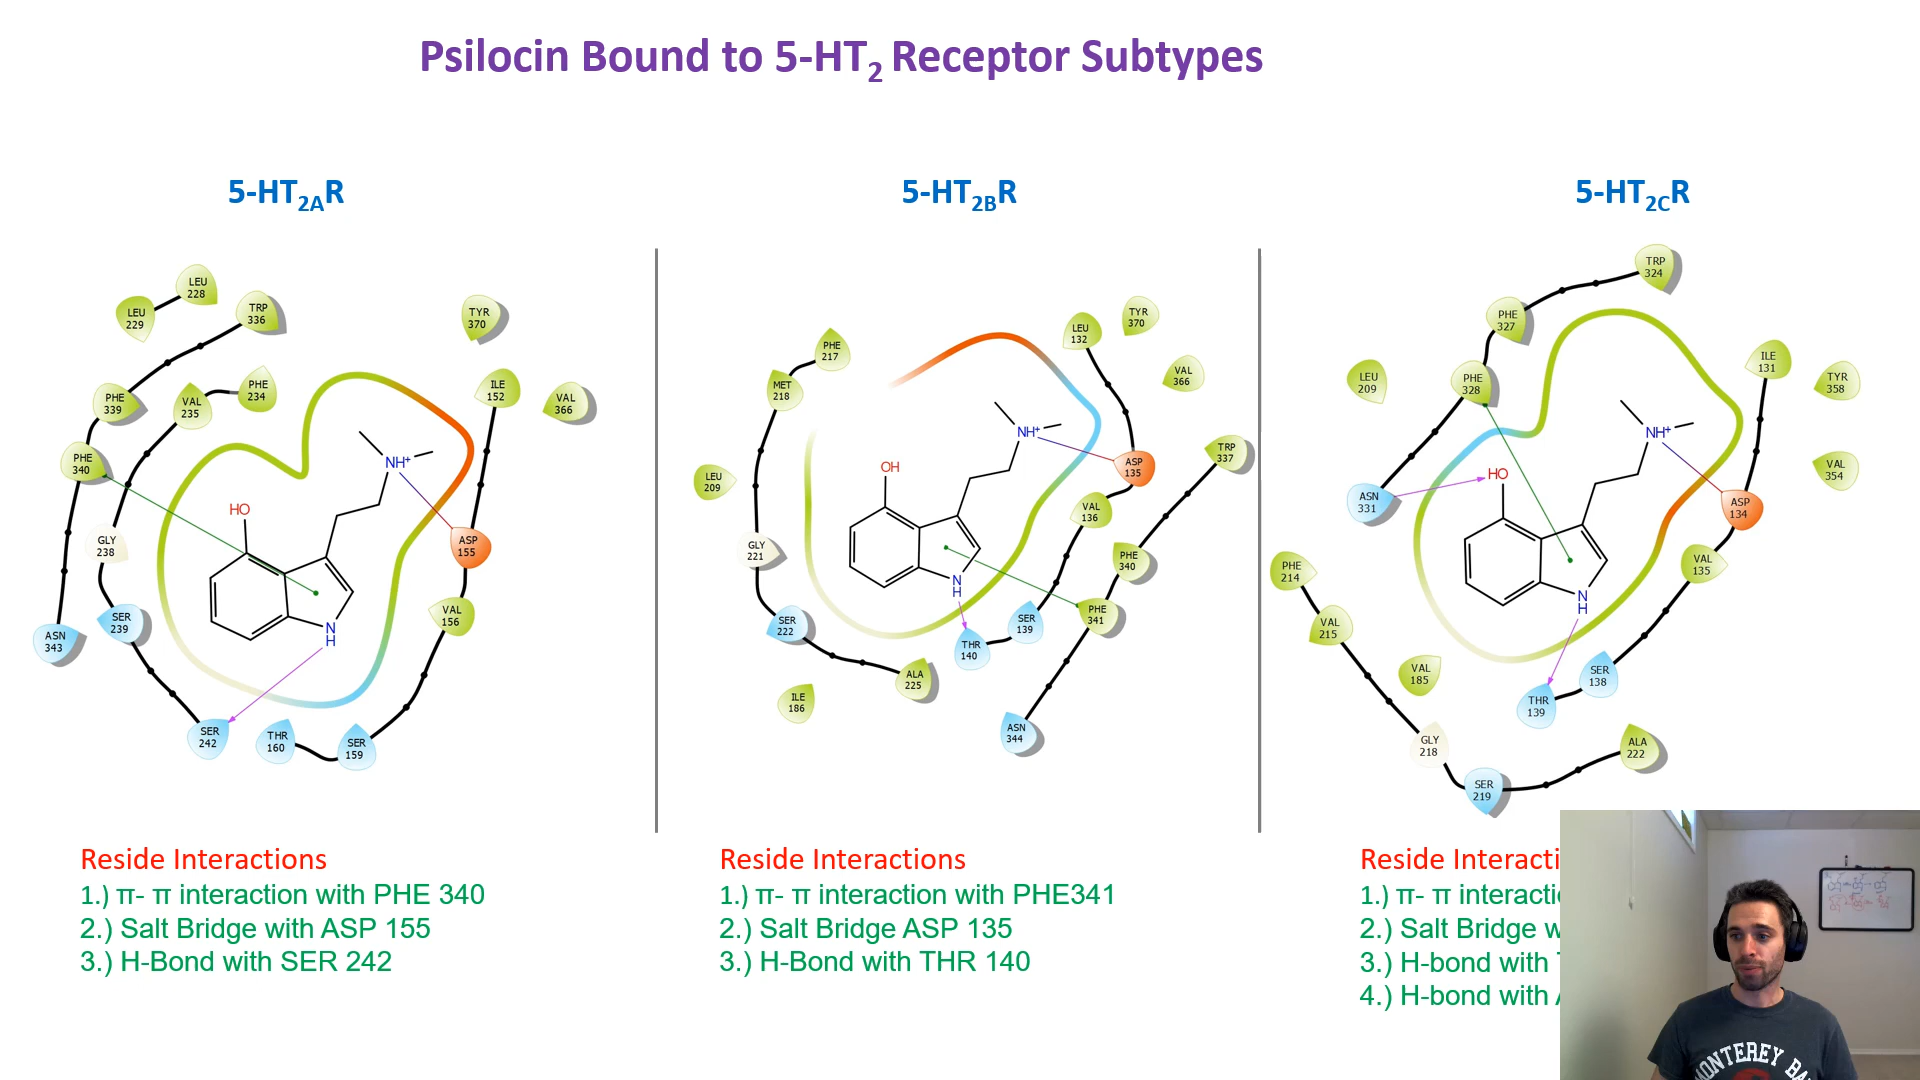 Psilocin Bound to 5-HT2 Receptor Subtypes
5-HT2AR
5-HT2BR
5-HT2CR
LEU
228
LEU
229
TRP
336
TYR
370
PHE
339
VAL
235
PHE
234
ILE
152
VAL
366
PHE
340
NH+
HO
GLY
238
ASP
155
SER
239
VAL
156
ASN
343
NH
SER
242
THR
160
SER
159
PHE
217
LEU
132
TYR
370
MET
218
VAL
366
NH+
OH
TRP
337
LEU
209
ASP
135
VAL
136
GLY
221
PHE
340
N
H
SER
222
SER
139
PHE
341
THR
140
ALA
225
ILE
186
ASN
344
TRP
324
PHE
327
ILE
131
LEU
209
PHE
328
TYR
358
NH+
VAL
354
ASN
331
HO
ASP
134
PHE
214
VAL
135
N
H
VAL
215
VAL
185
SER
138
THR
139
GLY
218
ALA
222
SER
219
Reside Interactions
1.) π- π interaction with PHE 340
2.) Salt Bridge with ASP 155
3.) H-Bond with SER 242
Reside Interactions
1.) π- π interaction with PHE341
2.) Salt Bridge ASP 135
3.) H-Bond with THR 140
Reside Interacti
1.) π- π interacti
2.) Salt Bridge w
3.) H-bond with
4.) H-bond with
MONTEREY BA